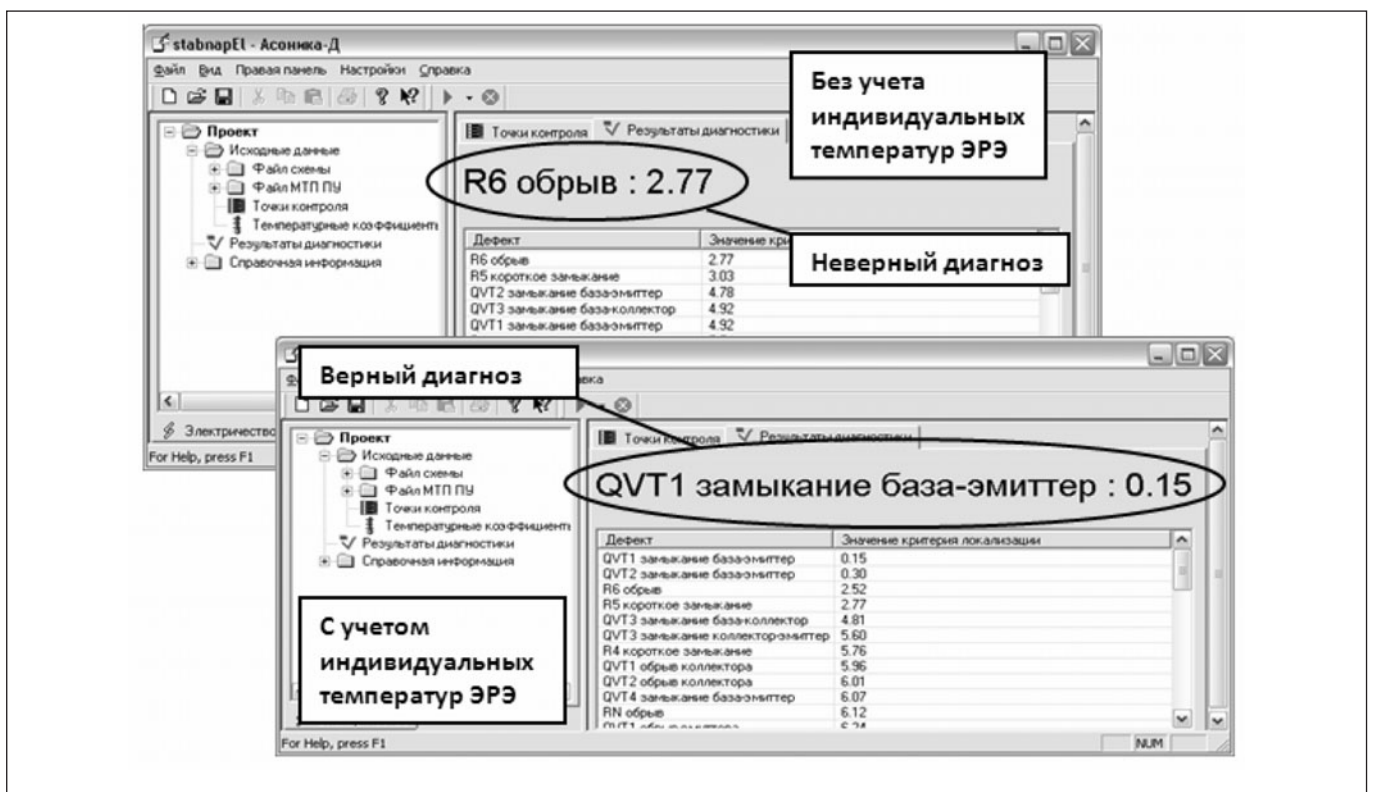 stabnapEl - Асоника-Д
Файл Вид Правая панель Настройки Справка
Без учета
индивидуальных
температур ЭРЭ
Проект
Исходные данные
Файл схемы
Файл МТП ПУ
Точки контроля
Температурные коэффициенты
Результаты диагностики
Справочная информация
Точки контроля Результаты диагностики
R6 обрыв : 2.77
Неверный диагноз
Дефект Значение
R6 обрыв 2.77
R5 короткое замыкание 3.03
QVT2 замыкание база-эмиттер 4.78
QVT3 замыкание база-коллектор 4.92
QVT1 замыкание база-эмиттер 4.92
Электричество
For Help, press F1
Верный диагноз
Проект
Исходные данные
Файл схемы
Файл МТП ПУ
Точки контроля
Температурные коэффициенты
Результаты диагностики
Справочная информация
С учетом
индивидуальных
температур ЭРЭ
Точки контроля Результаты диагностики
QVT1 замыкание база-эмиттер : 0.15
Дефект Значение критерия локализации
QVT1 замыкание база-эмиттер 0.15
QVT2 замыкание база-эмиттер 0.30
R6 обрыв 2.52
R5 короткое замыкание 2.77
QVT3 замыкание база-коллектор 4.81
QVT3 замыкание коллектор-эмиттер 5.60
R4 короткое замыкание 5.76
QVT1 обрыв коллектора 5.96
QVT2 обрыв коллектора 6.01
QVT4 замыкание база-эмиттер 6.07
RN обрыв 6.12
QVT1 обрыв эмиттера 6.24
For Help, press F1
NUM